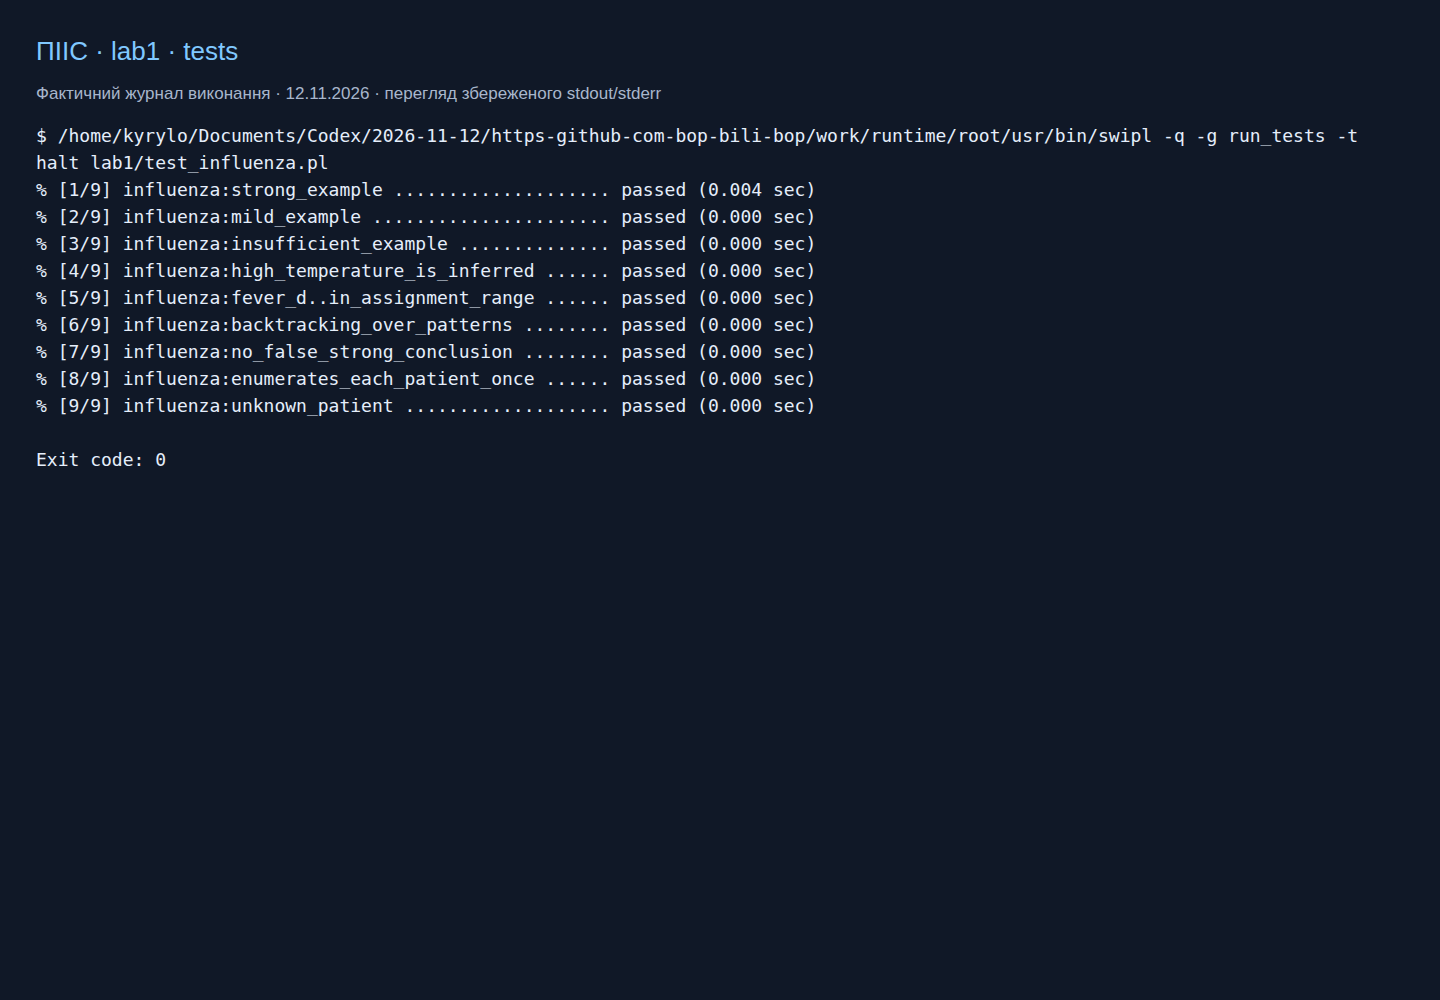 ПІІС · lab1 · tests
Фактичний журнал виконання · 12.11.2026 · перегляд збереженого stdout/stderr
$ /home/kyrylo/Documents/Codex/2026-11-12/https-github-com-bop-bili-bop/work/runtime/root/usr/bin/swipl -q -g run_tests -t
halt lab1/test_influenza.pl
% [1/9] influenza:strong_example .................... passed (0.004 sec)
% [2/9] influenza:mild_example ...................... passed (0.000 sec)
% [3/9] influenza:insufficient_example .............. passed (0.000 sec)
% [4/9] influenza:high_temperature_is_inferred ...... passed (0.000 sec)
% [5/9] influenza:fever_d..in_assignment_range ...... passed (0.000 sec)
% [6/9] influenza:backtracking_over_patterns ........ passed (0.000 sec)
% [7/9] influenza:no_false_strong_conclusion ........ passed (0.000 sec)
% [8/9] influenza:enumerates_each_patient_once ...... passed (0.000 sec)
% [9/9] influenza:unknown_patient ................... passed (0.000 sec)
Exit code: 0